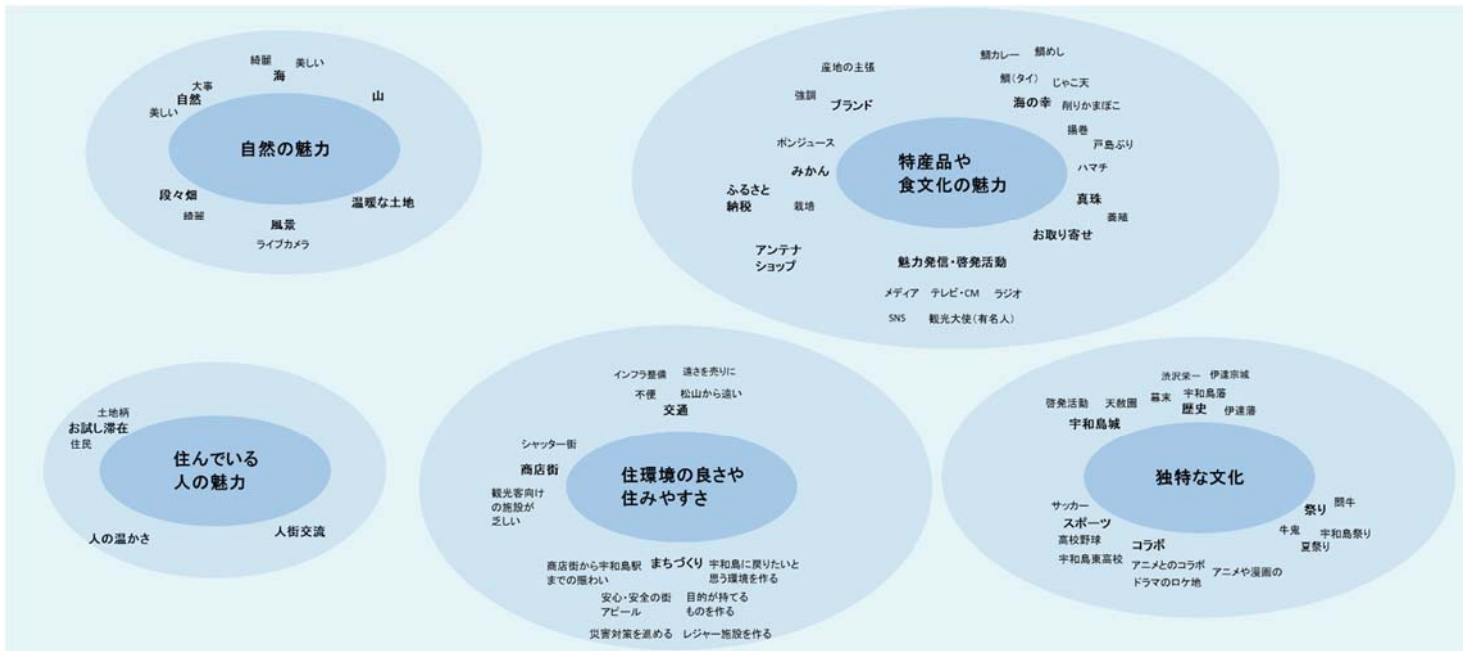 綺麗
美しい
海
大事
自然
美しい
山
自然の魅力
段々畑
綺麗
温暖な土地
風景
ライブカメラ
鯛カレー
鯛めし
産地の主張
鯛(タイ)
じゃこ天
強調
ブランド
海の幸
削りかまぼこ
揚巻
ポンジュース
戸島ぶり
みかん
特産品や
食文化の魅力
ハマチ
ふるさと
納税
栽培
真珠
養殖
お取り寄せ
アンテナ
ショップ
魅力発信・啓発活動
メディア
テレビ・CM
ラジオ
SNS
観光大使(有名人)
土地柄
お試し滞在
住民
住んでいる
人の魅力
人の温かさ
人街交流
インフラ整備
遠さを売りに
不便
松山から遠い
交通
シャッター街
商店街
住環境の良さや
住みやすさ
観光客向け
の施設が
乏しい
商店街から宇和島駅
までの賑わい
まちづくり
宇和島に戻りたいと
思う環境を作る
安心・安全の街
アピール
目的が持てる
ものを作る
災害対策を進める
レジャー施設を作る
渋沢栄一
伊達宗城
啓発活動
天赦園
幕末
宇和島藩
宇和島城
歴史
伊達藩
独特な文化
サッカー
スポーツ
高校野球
宇和島東高校
コラボ
アニメとのコラボ
ドラマのロケ地
アニメや漫画の
祭り
闘牛
牛鬼
宇和島祭り
夏祭り